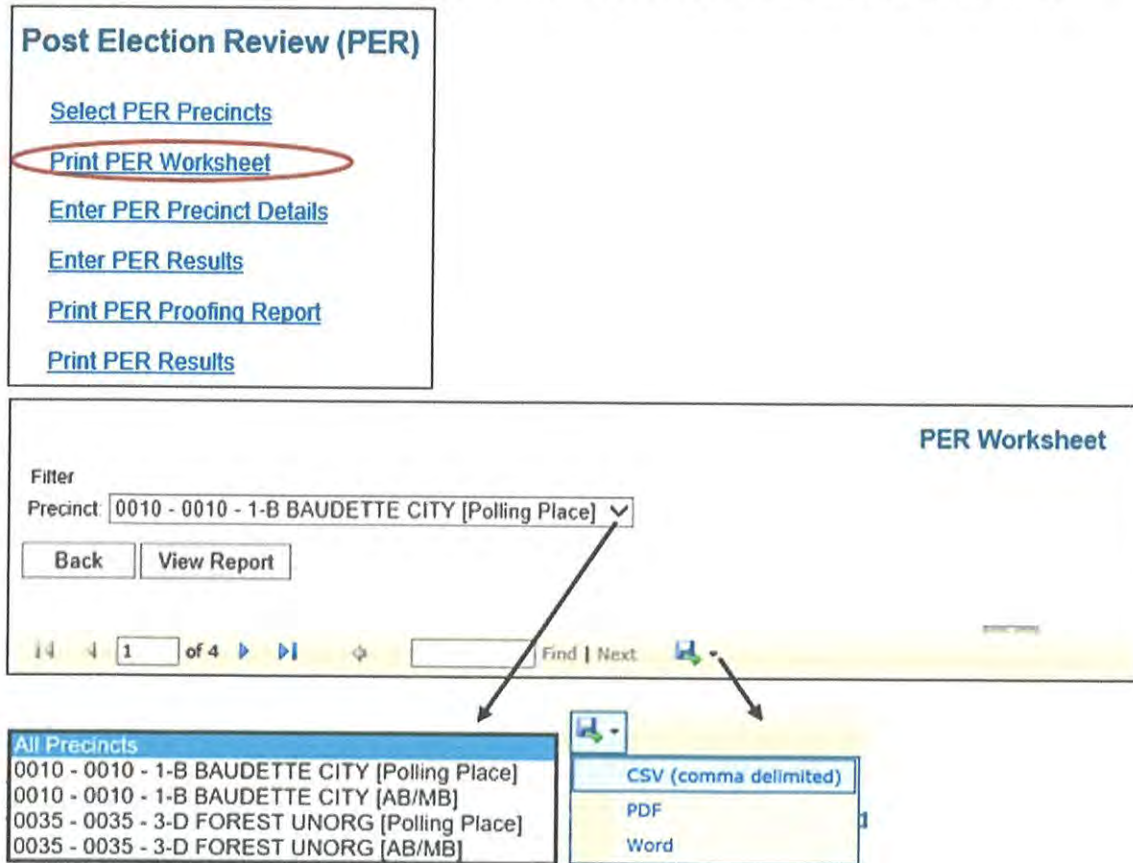 Post Election Review (PER)
Select PER Precincts
Print PER Worksheet
Enter PER Precinct Details
Enter PER Results
Print PER Proofing Report
Print PER Results
PER Worksheet
Filter
Precinct: 0010 - 0010 - 1-B BAUDETTE CITY [Polling Place]
Back View Report
1 of 4 Find | Next
All Precincts
0010 - 0010 - 1-B BAUDETTE CITY [Polling Place]
0010 - 0010 - 1-B BAUDETTE CITY [AB/MB]
0035 - 0035 - 3-D FOREST UNORG [Polling Place]
0035 - 0035 - 3-D FOREST UNORG [AB/MB]
CSV (comma delimited)
PDF
Word